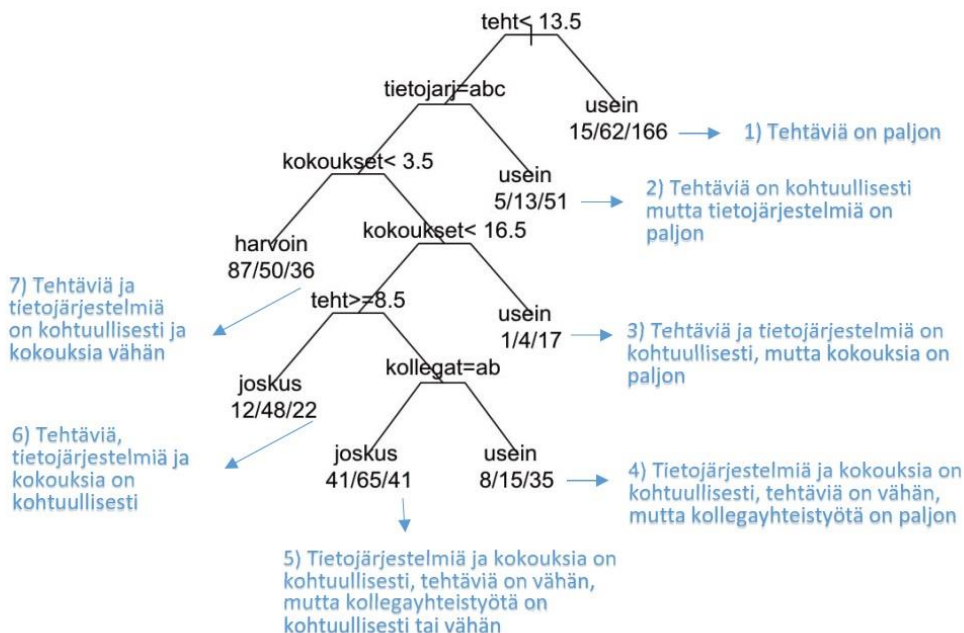 teht< 13.5
tietojarj=abc
usein
15/62/166
1) Tehtäviä on paljon
kokoukset< 3.5
usein
5/13/51
2) Tehtäviä on kohtuullisesti
mutta tietojärjestelmiä on
paljon
kokoukset< 16.5
harvoin
87/50/36
7) Tehtäviä ja
tietojärjestelmiä
on kohtuullisesti ja
kokouksia vähän
teht>=8.5
usein
1/4/17
3) Tehtäviä ja tietojärjestelmiä on
kohtuullisesti, mutta kokouksia on
paljon
kollegat=ab
joskus
12/48/22
6) Tehtäviä,
tietojärjestelmiä ja
kokouksia on
kohtuullisesti
joskus
41/65/41
usein
8/15/35
4) Tietojärjestelmiä ja kokouksia on
kohtuullisesti, tehtäviä on vähän,
mutta kollegayhteistyötä on paljon
5) Tietojärjestelmiä ja kokouksia on
kohtuullisesti, tehtäviä on vähän,
mutta kollegayhteistyötä on
kohtuullisesti tai vähän